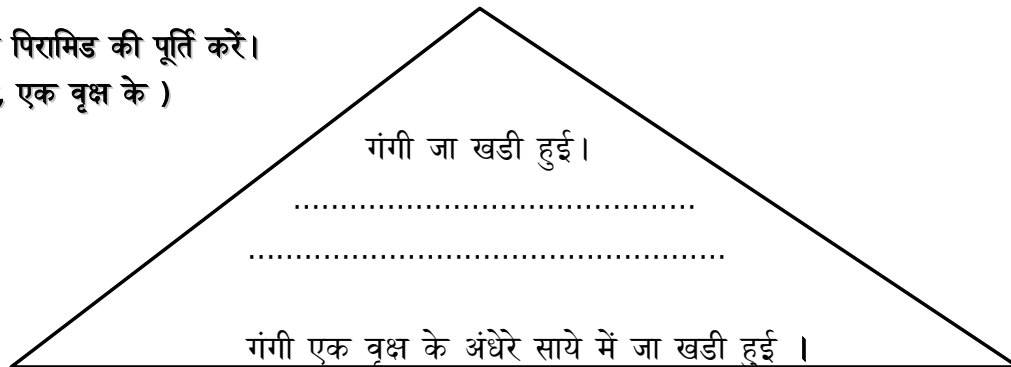 पिरामिड की पूर्ति करें।
, एक वृक्ष के )
गंगी जा खडी हुई।
...........................................
...................................................
गंगी एक वृक्ष के अंधेरे साये में जा खडी हुई ।